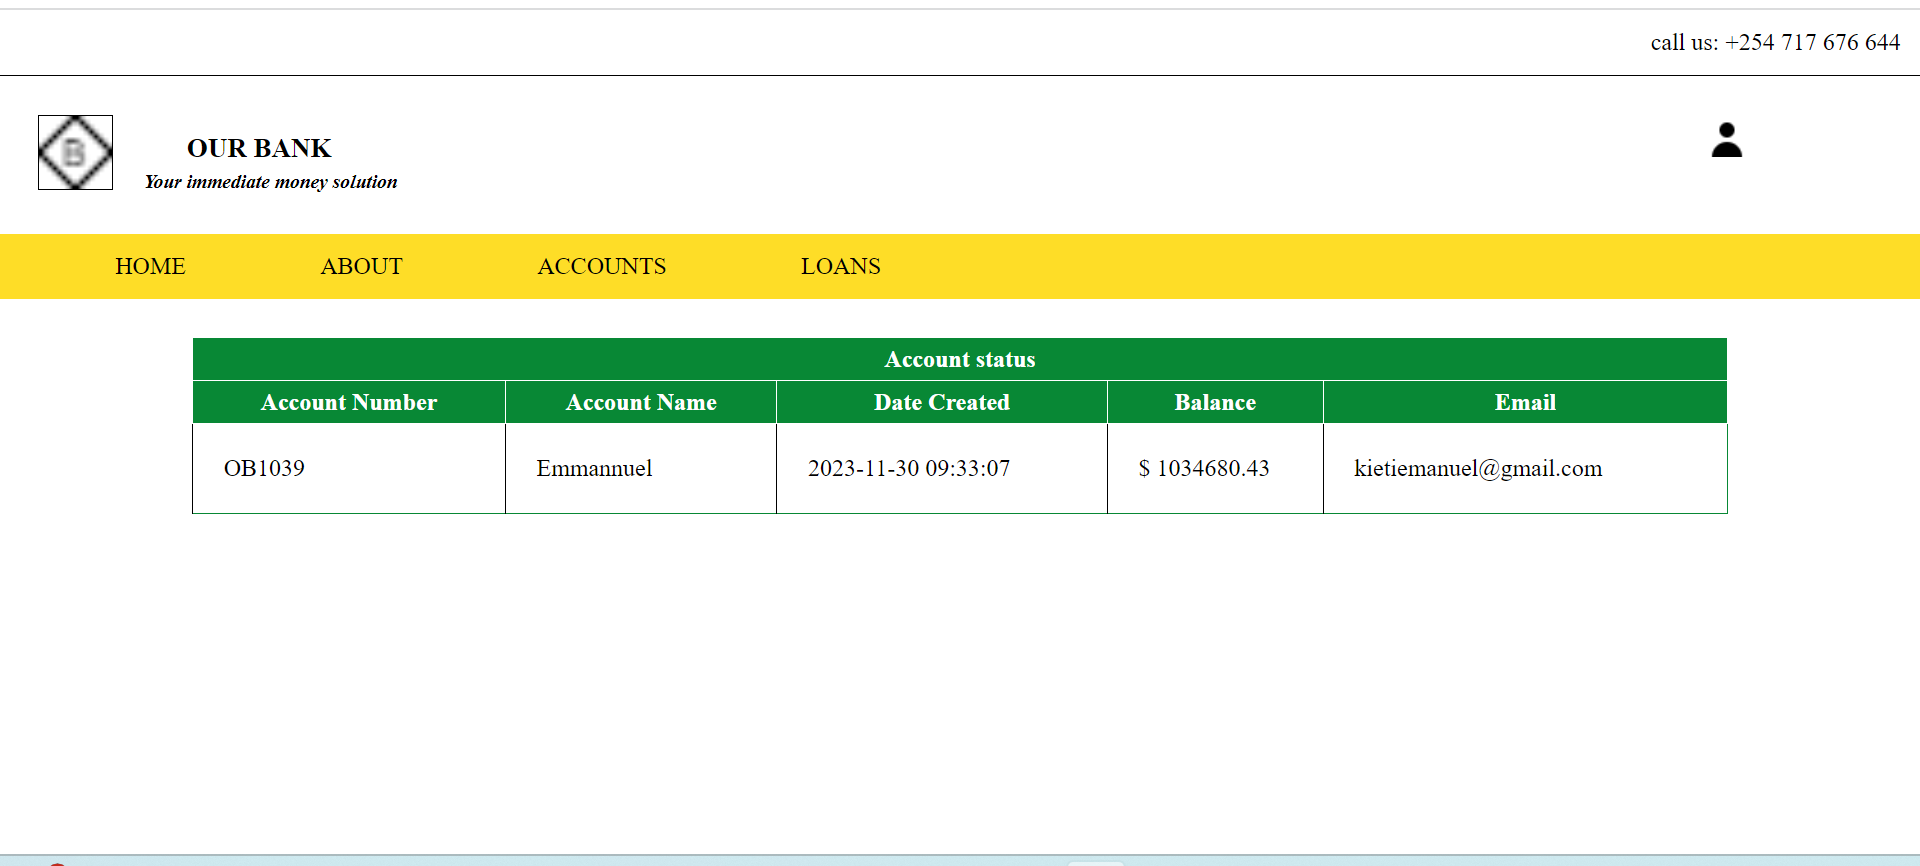 call us: +254 717 676 644
B
OUR BANK
Your immediate money solution
HOME ABOUT ACCOUNTS LOANS
Account status
Account Number Account Name Date Created Balance Email
OB1039 Emmannuel 2023-11-30 09:33:07 $ 1034680.43 kietiemanuel@gmail.com